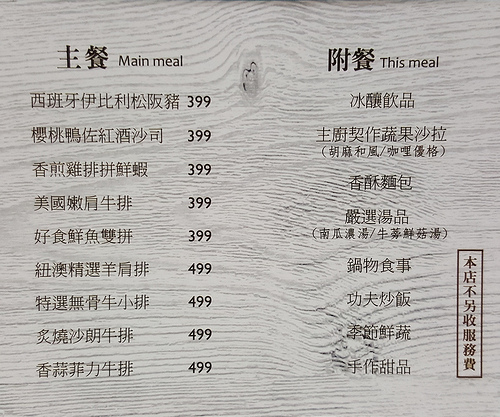 主餐 Main meal
西班牙伊比利松阪豬 399
櫻桃鴨佐紅酒沙司 399
香煎雞排拼鮮蝦 399
美國嫩肩牛排 399
好食鮮魚雙拼 399
紐澳精選羊肩排 499
特選無骨牛小排 499
炙燒沙朗牛排 499
香蒜菲力牛排 499
附餐 This meal
冰釀飲品
主廚契作蔬果沙拉
(胡麻和風/咖哩優格)
香酥麵包
嚴選湯品
(南瓜濃湯/牛蒡鮮菇湯)
鍋物食事
功夫炒飯
季節鮮蔬
手作甜品
本店不另收服務費